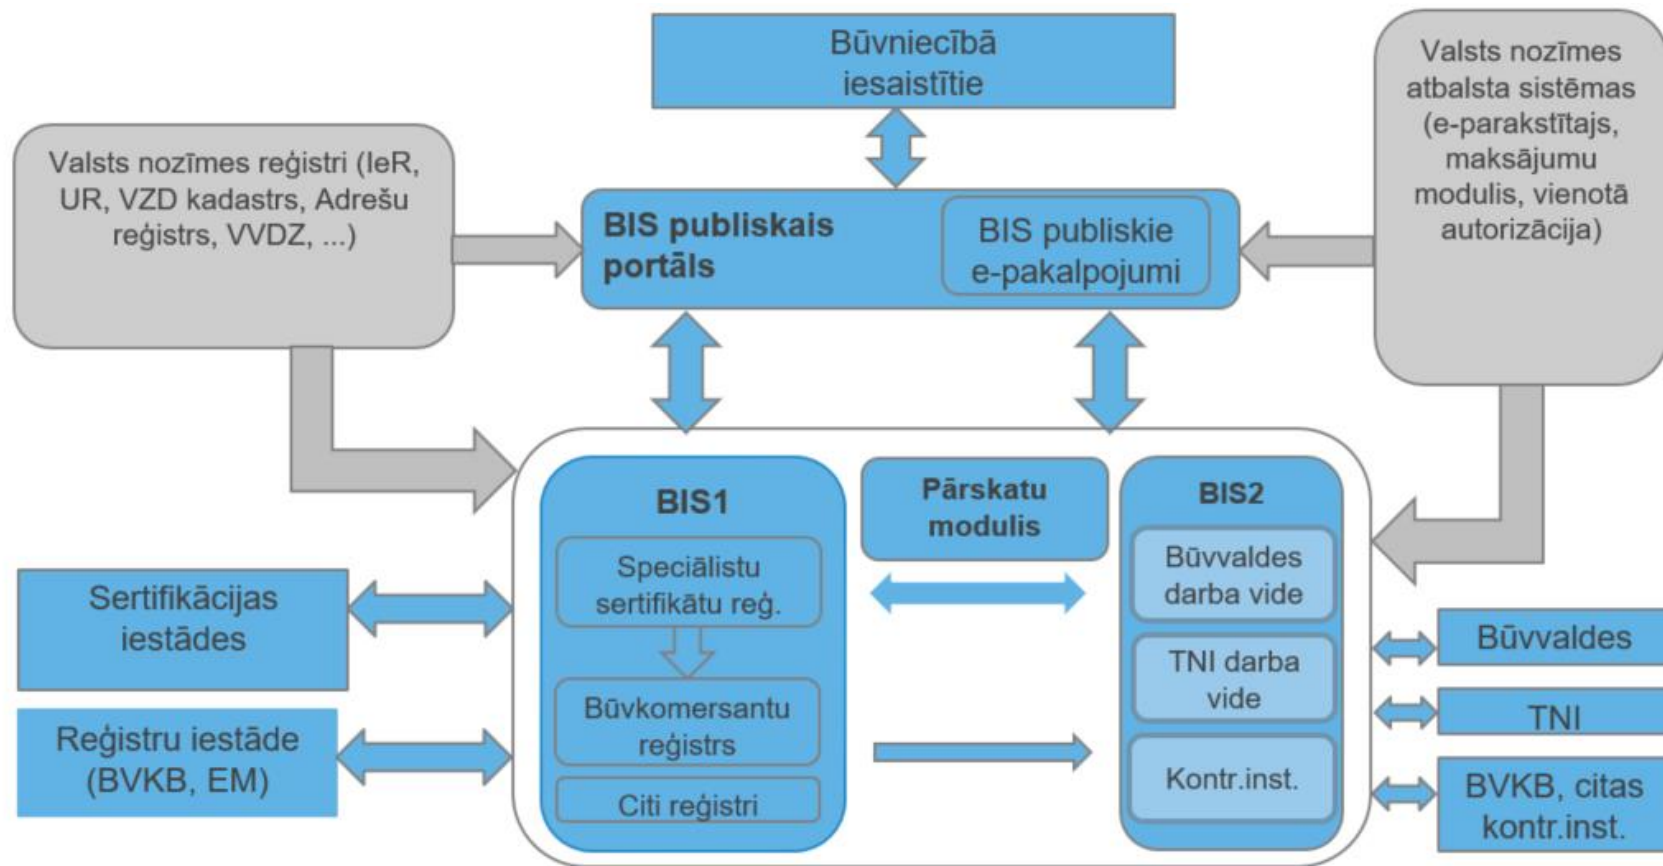 Būvniecībā
iesaistītie
Valsts nozīmes
atbalsta sistēmas
(e-parakstītajs,
maksājumu
modulis, vienotā
autorizācija)
Valsts nozīmes reģistri (IeR,
UR, VZD kadastrs, Adrešu
reģistrs, VVDZ, ...)
BIS publiskais
portāls
BIS publiskie
e-pakalpojumi
BIS1
Speciālistu
sertifikātu reģ.
Būvkomersantu
reģistrs
Citi reģistri
Pārskatu
modulis
BIS2
Būvvaldes
darba vide
TNI darba
vide
Kontr.inst.
Sertifikācijas
iestādes
Reģistru iestāde
(BVKB, EM)
Būvvaldes
TNI
BVKB, citas
kontr.inst.